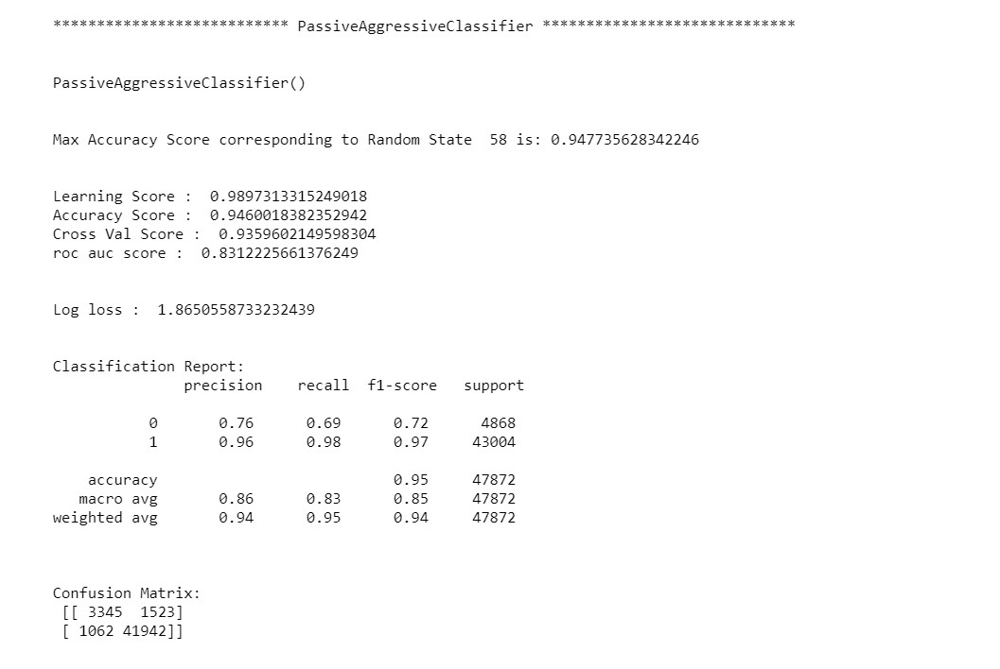 *************************** PassiveAggressiveClassifier *****************************
PassiveAggressiveClassifier()
Max Accuracy Score corresponding to Random State  58 is: 0.947735628342246
Learning Score :  0.9897313315249018
Accuracy Score :  0.9460018382352942
Cross Val Score :  0.9359602149598304
roc auc score :  0.8312225661376249
Log loss :  1.8650558733232439
Classification Report:
               precision    recall  f1-score   support
           0       0.76      0.69      0.72      4868
           1       0.96      0.98      0.97     43004
    accuracy                           0.95     47872
   macro avg       0.86      0.83      0.85     47872
weighted avg       0.94      0.95      0.94     47872
Confusion Matrix:
 [[ 3345  1523]
 [ 1062 41942]]